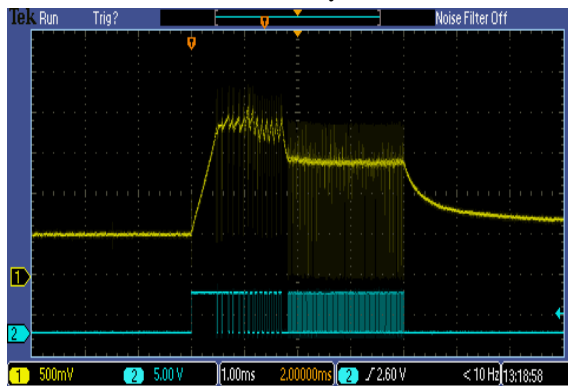 Tek Run Trig? Noise Filter Off
1
2
1 500mV 2 5.00 V 1.00ms 2.00000ms 2 2.60 V < 10 Hz 13:18:58